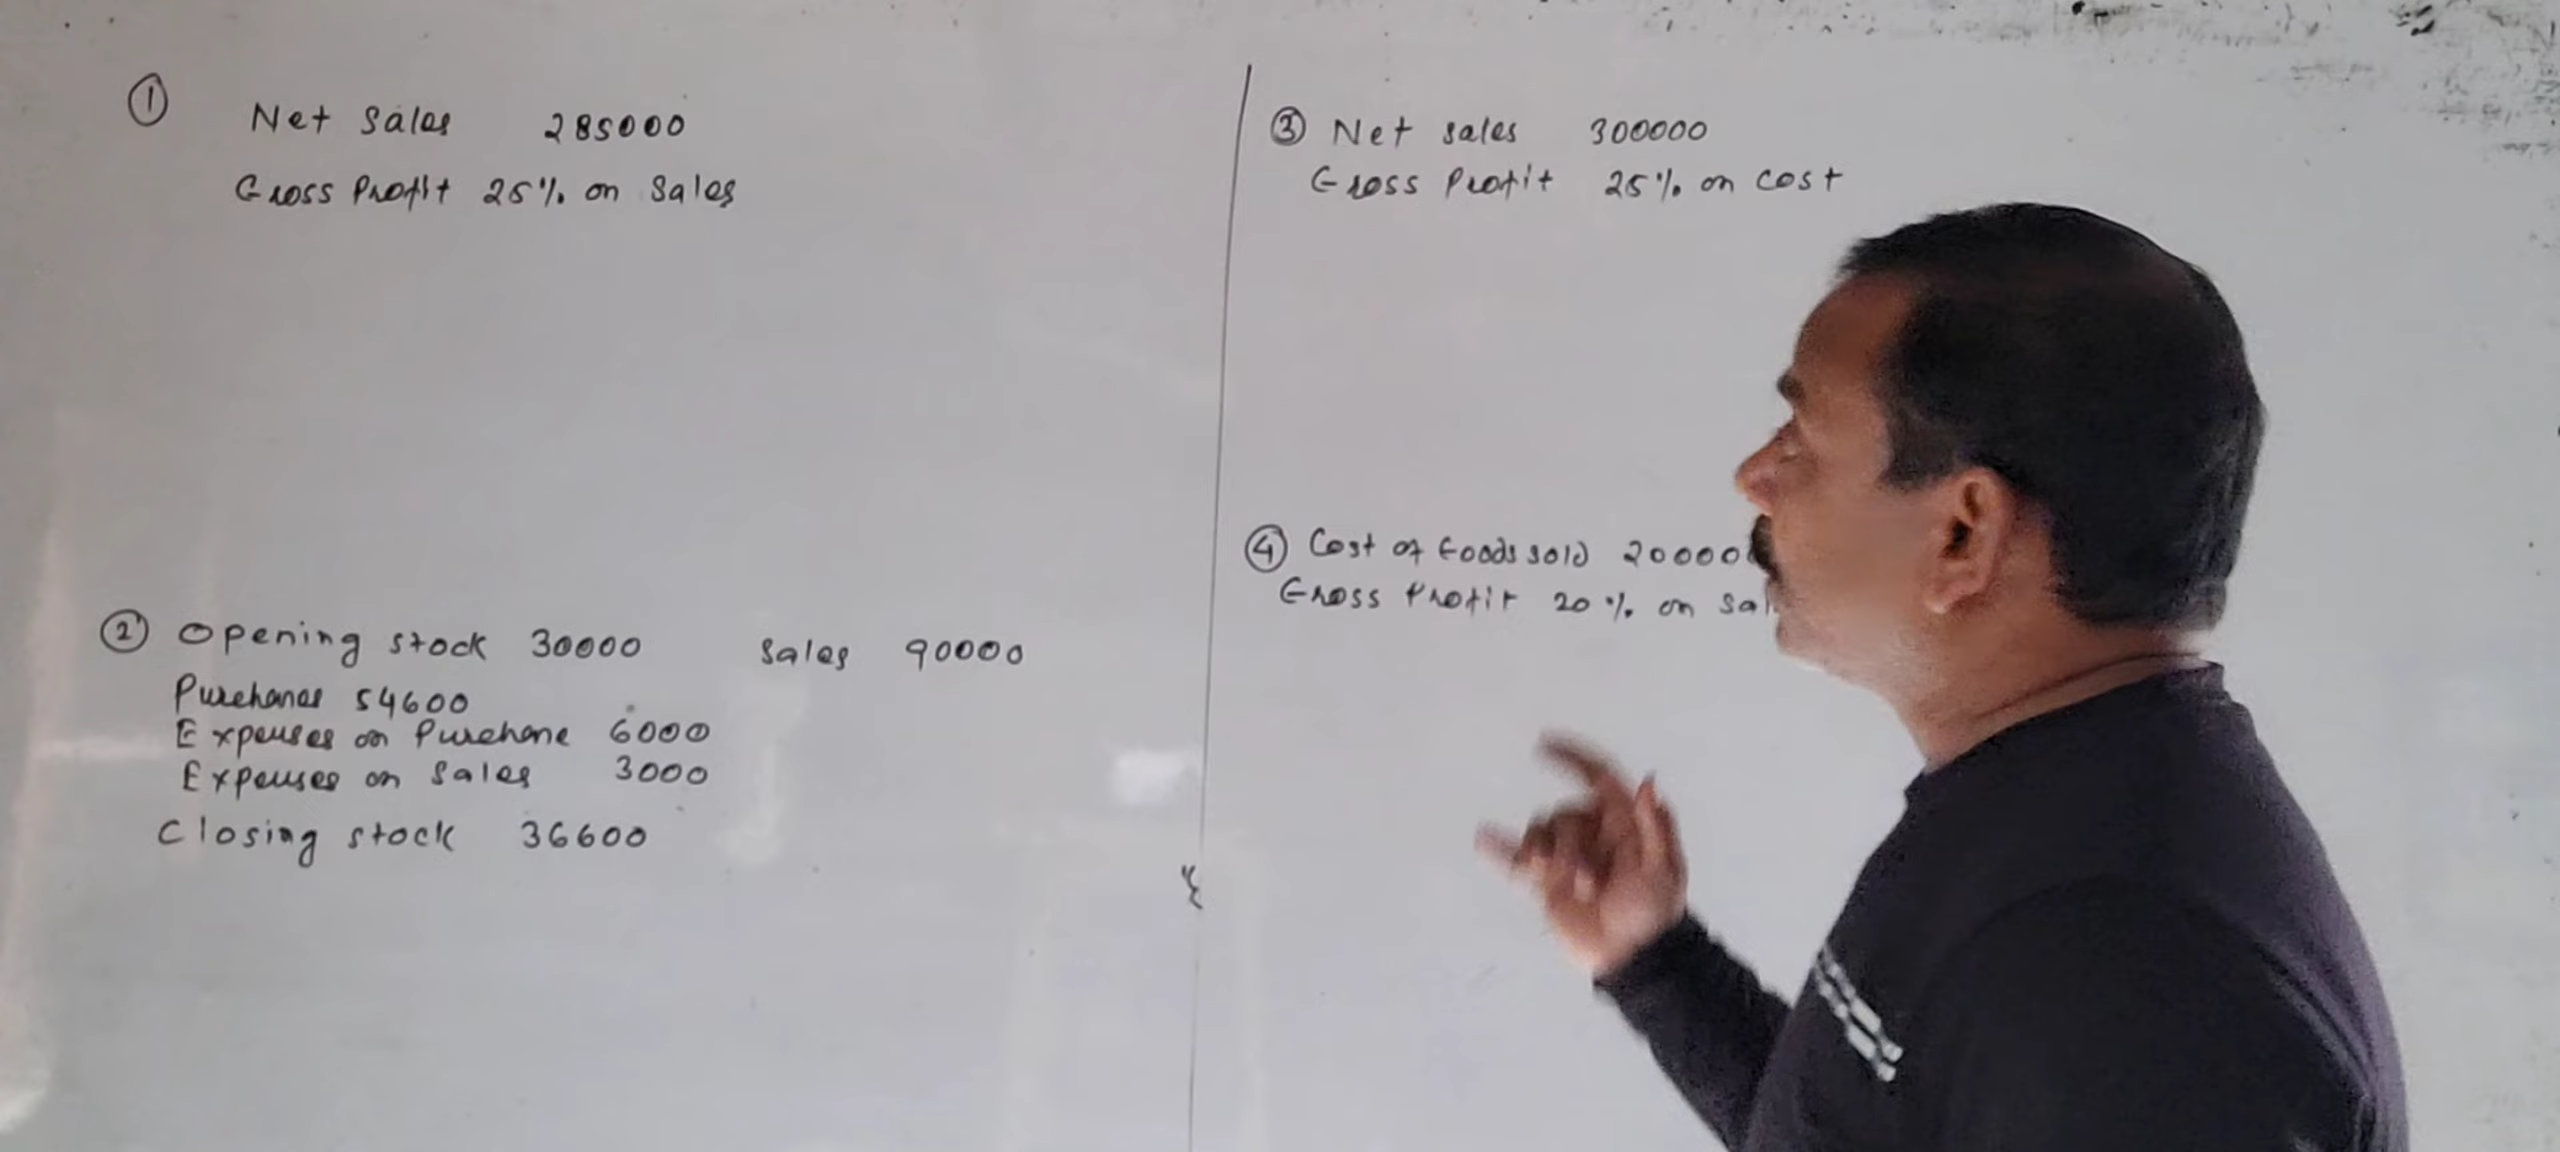 ①
Net Sales 285000
Gross Profit 25% on Sales
② Opening stock 30000 Sales 90000
Purchases 54600
Expenses on Purchase 6000
Expenses on Sales 3000
Closing stock 36600
③ Net sales 300000
Gross Profit 25% on cost
④ Cost of Goods sold 20000
Gross Profit 20% on